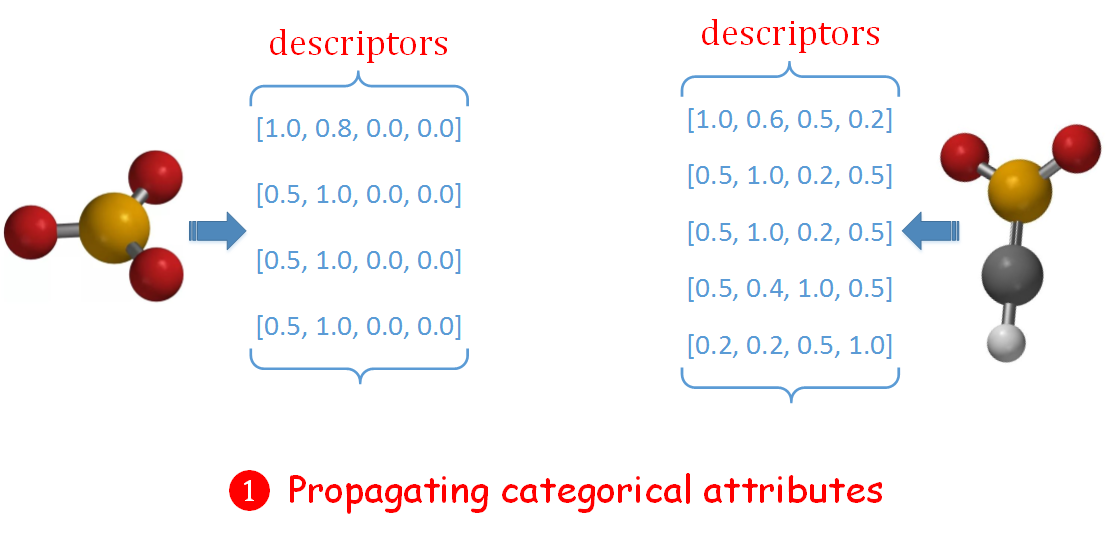 descriptors
[1.0, 0.8, 0.0, 0.0]
[0.5, 1.0, 0.0, 0.0]
[0.5, 1.0, 0.0, 0.0]
[0.5, 1.0, 0.0, 0.0]
descriptors
[1.0, 0.6, 0.5, 0.2]
[0.5, 1.0, 0.2, 0.5]
[0.5, 1.0, 0.2, 0.5]
[0.5, 0.4, 1.0, 0.5]
[0.2, 0.2, 0.5, 1.0]
1 Propagating categorical attributes